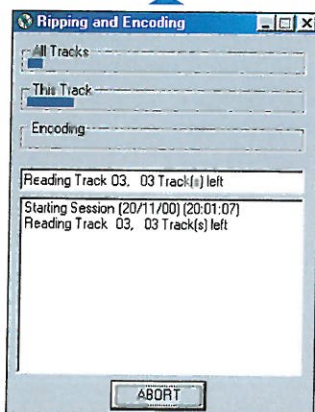 Ripping and Encoding
All Tracks
This Track
Encoding
Reading Track 03, 03 Track(s) left
Starting Session (20/11/00) (20:01:07)
Reading Track 03, 03 Track(s) left
ABORT